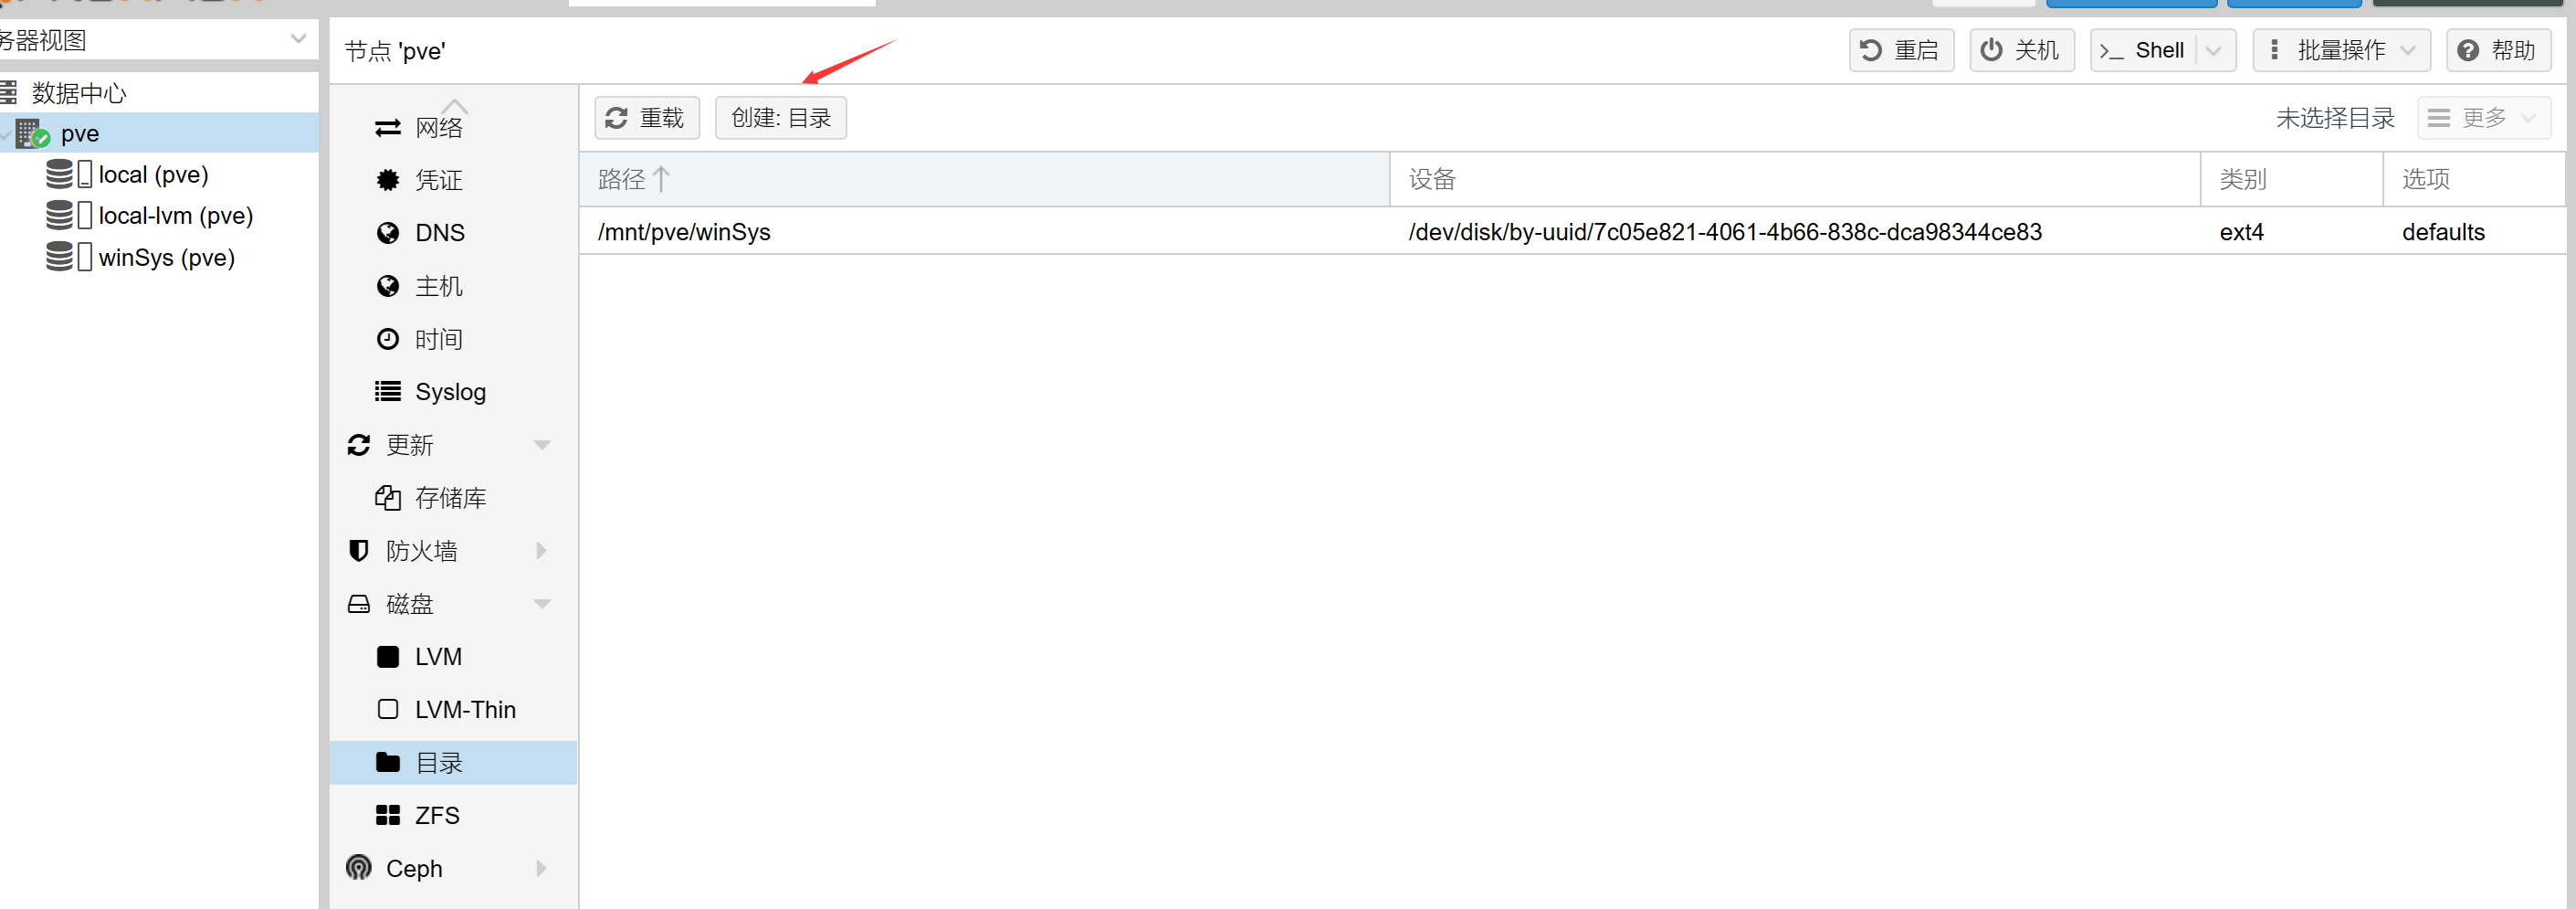 务器视图
数据中心
pve
local (pve)
local-lvm (pve)
winSys (pve)
节点 'pve'
重启
关机
Shell
批量操作
帮助
网络
凭证
DNS
主机
时间
Syslog
更新
存储库
防火墙
磁盘
LVM
LVM-Thin
目录
ZFS
Ceph
重载
创建: 目录
未选择目录
更多
路径
设备
类别
选项
/mnt/pve/winSys
/dev/disk/by-uuid/7c05e821-4061-4b66-838c-dca98344ce83
ext4
defaults